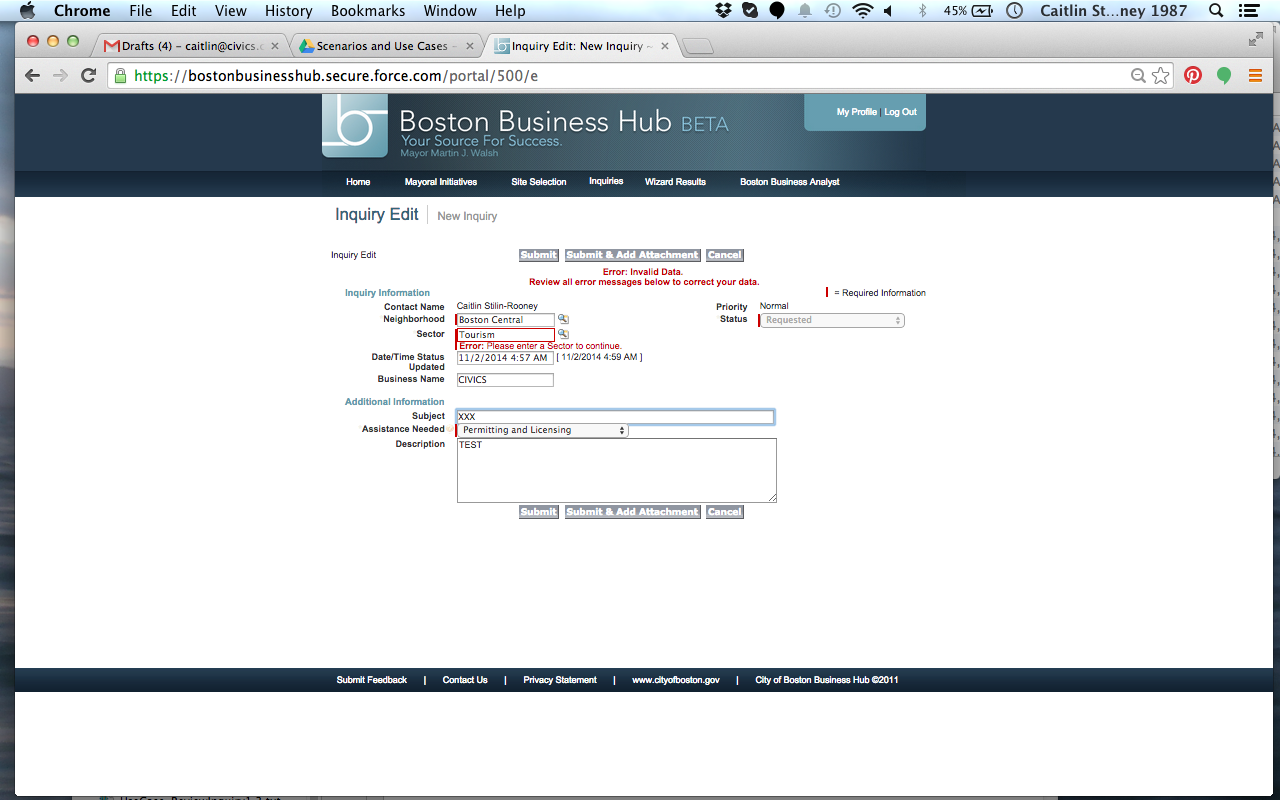 Chrome File Edit View History Bookmarks Window Help 45% Caitlin St...ney 1987
Drafts (4) – caitlin@civics.c Scenarios and Use Cases – Inquiry Edit: New Inquiry ~
https://bostonbusinesshub.secure.force.com/portal/500/e
My Profile | Log Out
Boston Business Hub BETA
Your Source For Success.
Mayor Martin J. Walsh
Home Mayoral Initiatives Site Selection Inquiries Wizard Results Boston Business Analyst
Inquiry Edit New Inquiry
Inquiry Edit Submit Submit & Add Attachment Cancel
Error: Invalid Data.
Review all error messages below to correct your data.
Inquiry Information = Required Information
Contact Name Caitlin Stilin-Rooney Priority Normal
Neighborhood Boston Central Status Requested
Sector Tourism
Error: Please enter a Sector to continue.
Date/Time Status Updated 11/2/2014 4:57 AM [ 11/2/2014 4:59 AM ]
Business Name CIVICS
Additional Information
Subject XXX
Assistance Needed Permitting and Licensing
Description TEST
Submit Submit & Add Attachment Cancel
Submit Feedback | Contact Us | Privacy Statement | www.cityofboston.gov | City of Boston Business Hub ©2011